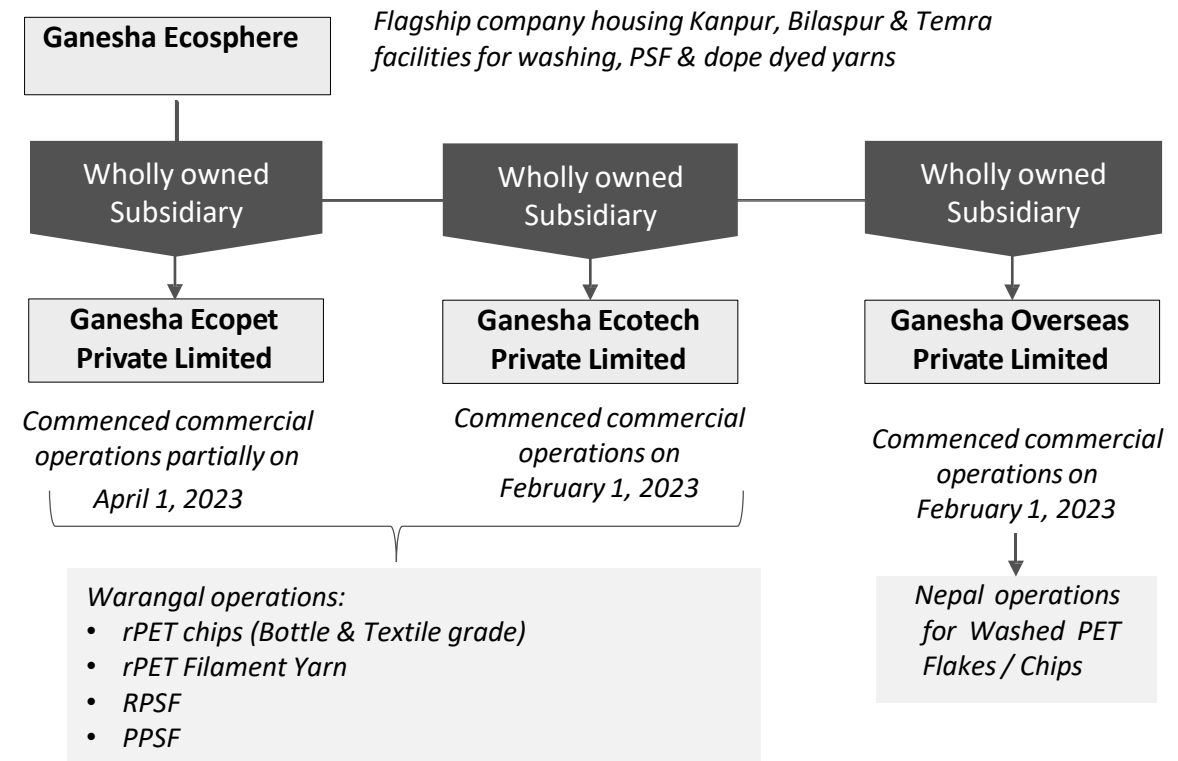 Ganesha Ecosphere
Flagship company housing Kanpur, Bilaspur & Temra
facilities for washing, PSF & dope dyed yarns
Wholly owned
Subsidiary
Wholly owned
Subsidiary
Wholly owned
Subsidiary
Ganesha Ecopet
Private Limited
Ganesha Ecotech
Private Limited
Ganesha Overseas
Private Limited
Commenced commercial
operations partially on
April 1, 2023
Commenced commercial
operations on
February 1, 2023
Commenced commercial
operations on
February 1, 2023
Warangal operations:
• rPET chips (Bottle & Textile grade)
• rPET Filament Yarn
• RPSF
• PPSF
Nepal operations
for Washed PET
Flakes / Chips